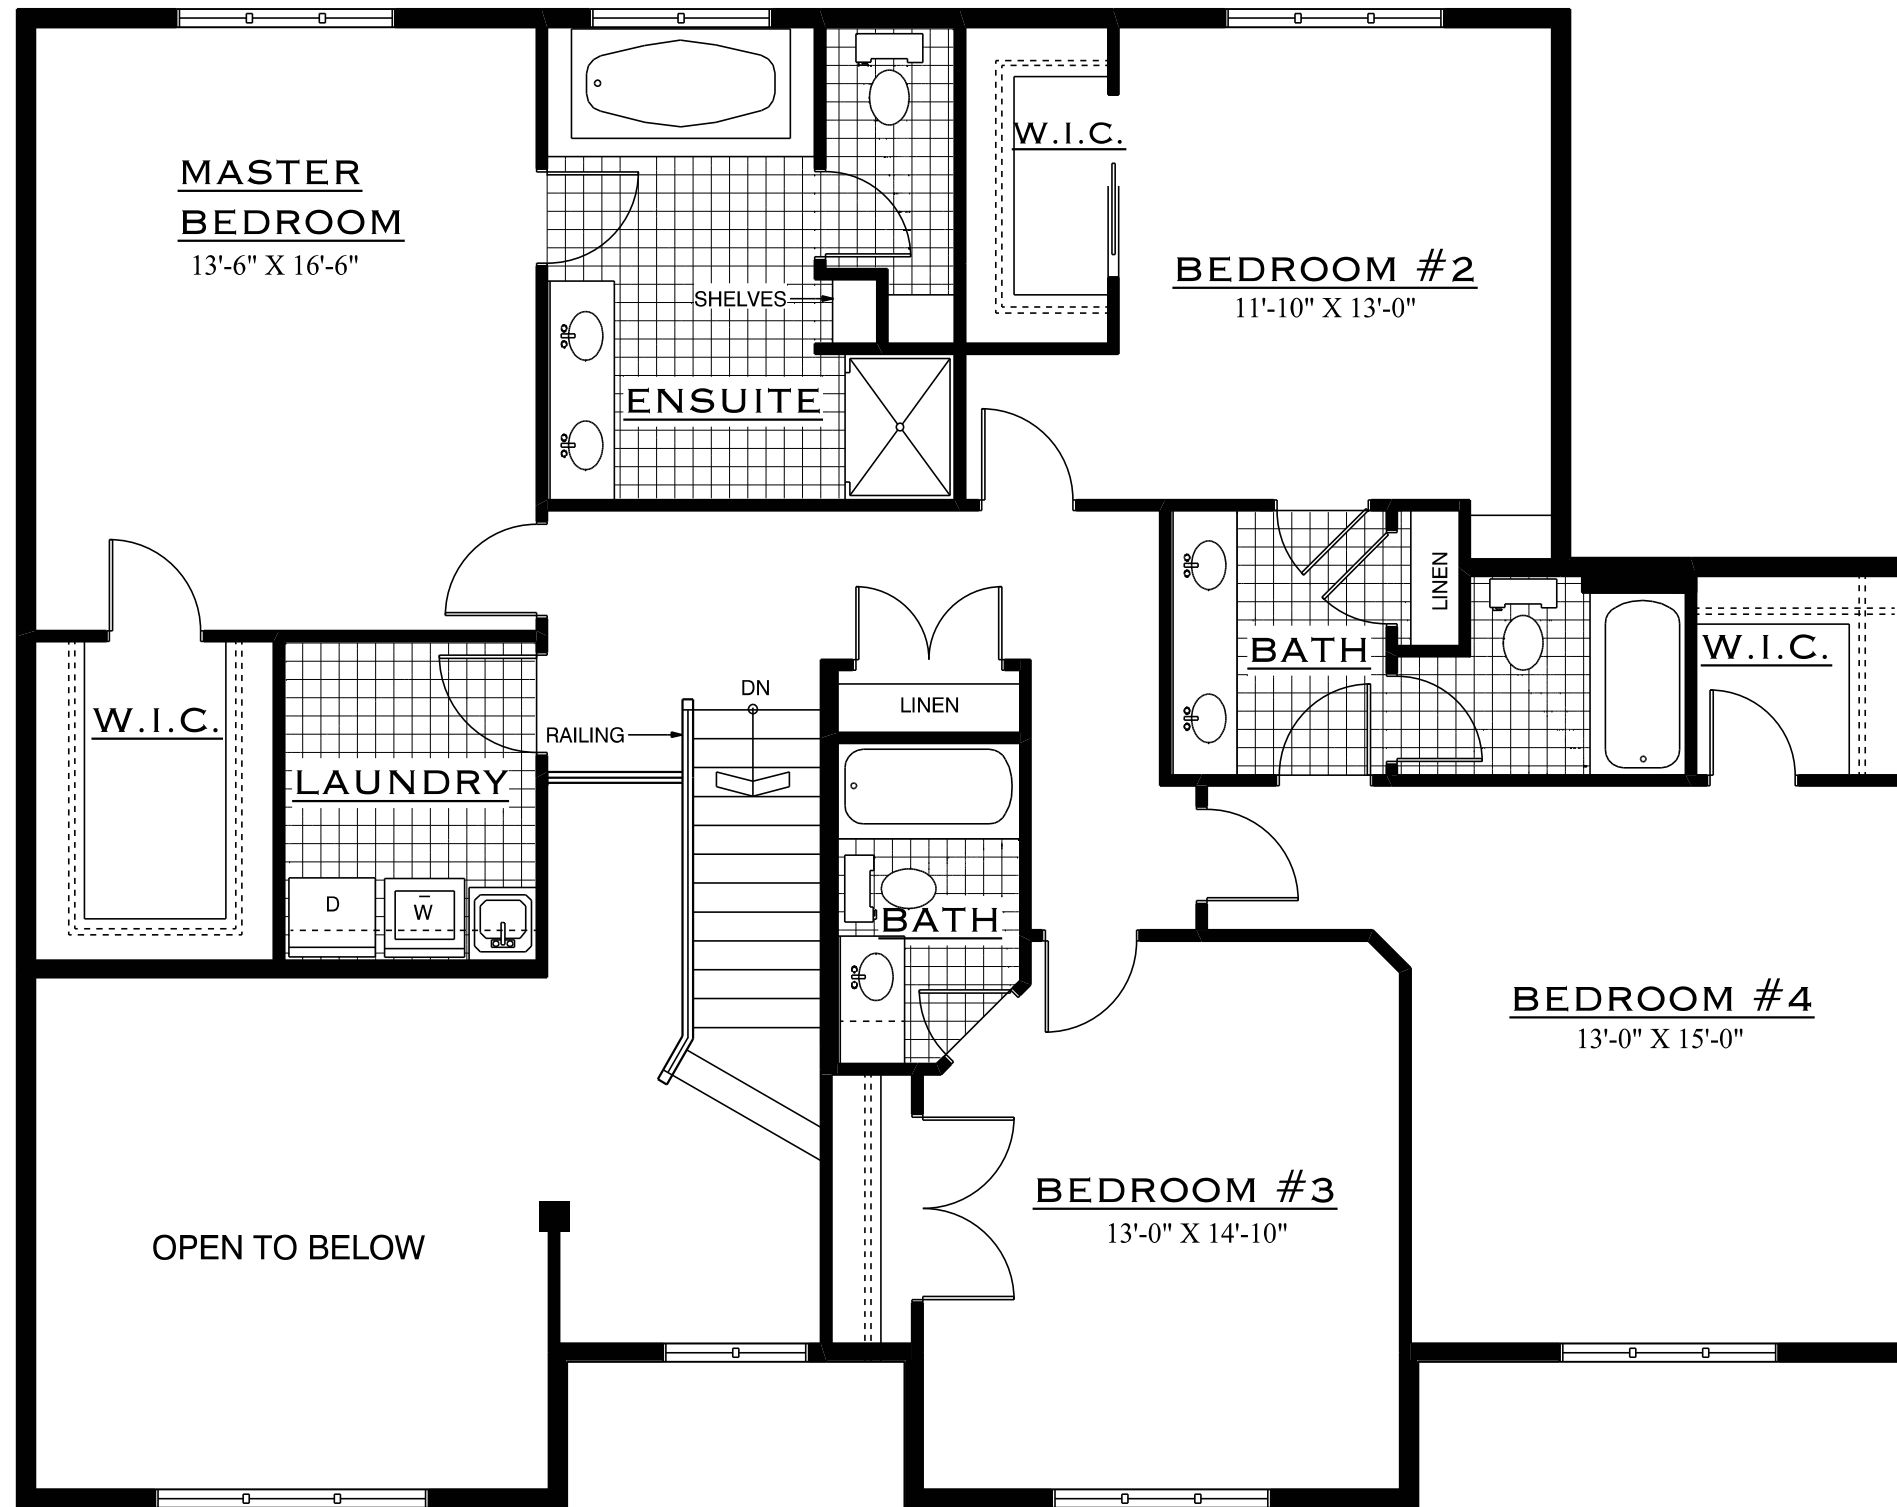 MASTER
BEDROOM
13'-6" X 16'-6"
W.I.C.
BEDROOM #2
11'-10" X 13'-0"
SHELVES
ENSUITE
LINEN
BATH
W.I.C.
W.I.C.
LAUNDRY
D
W
RAILING
DN
LINEN
BATH
BEDROOM #4
13'-0" X 15'-0"
BEDROOM #3
13'-0" X 14'-10"
OPEN TO BELOW